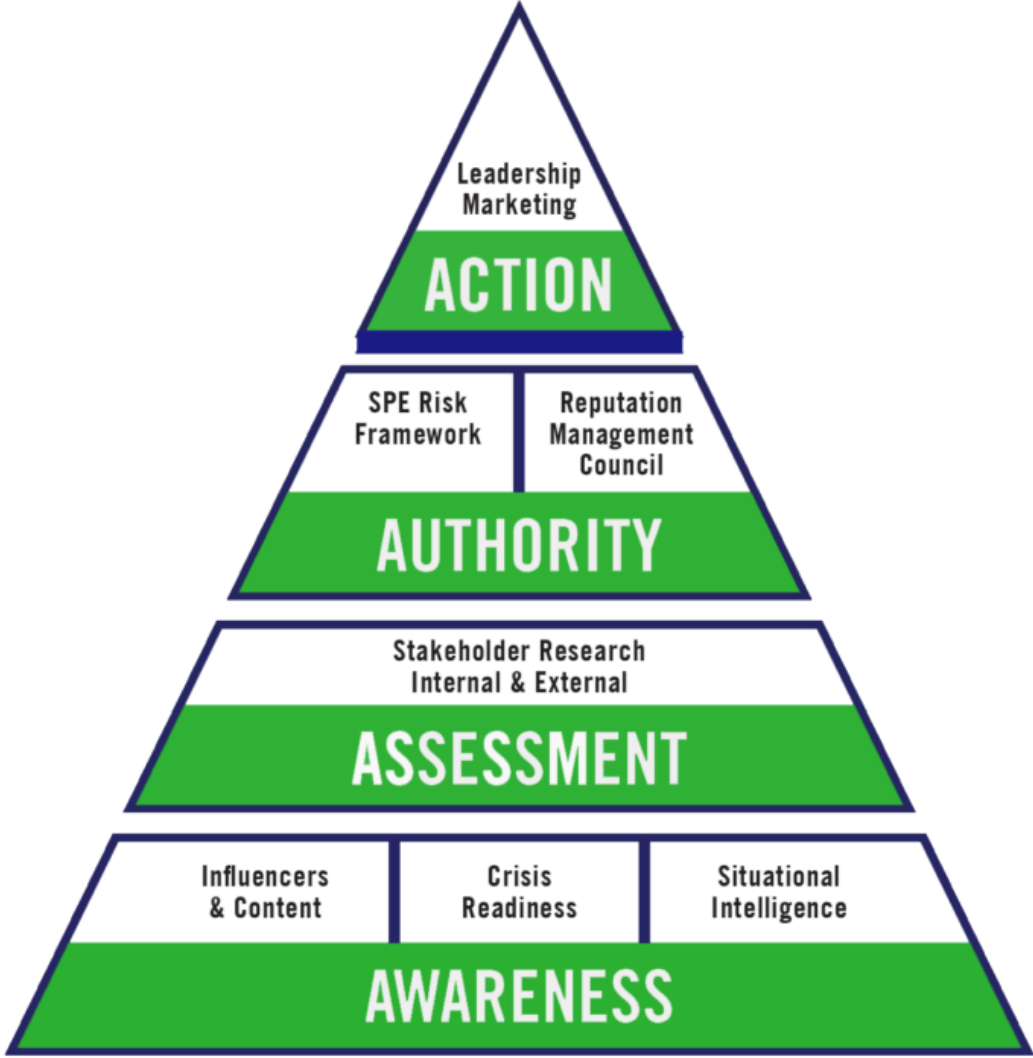 Leadership
Marketing
ACTION
SPE Risk
Framework
Reputation
Management
Council
AUTHORITY
Stakeholder Research
Internal & External
ASSESSMENT
Influencers
& Content
Crisis
Readiness
Situational
Intelligence
AWARENESS